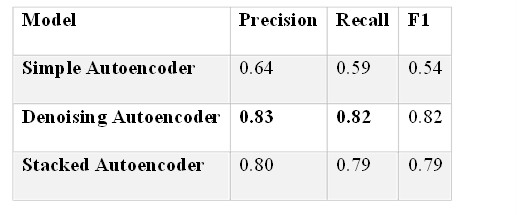 Model Precision Recall F1
Simple Autoencoder 0.64 0.59 0.54
Denoising Autoencoder 0.83 0.82 0.82
Stacked Autoencoder 0.80 0.79 0.79